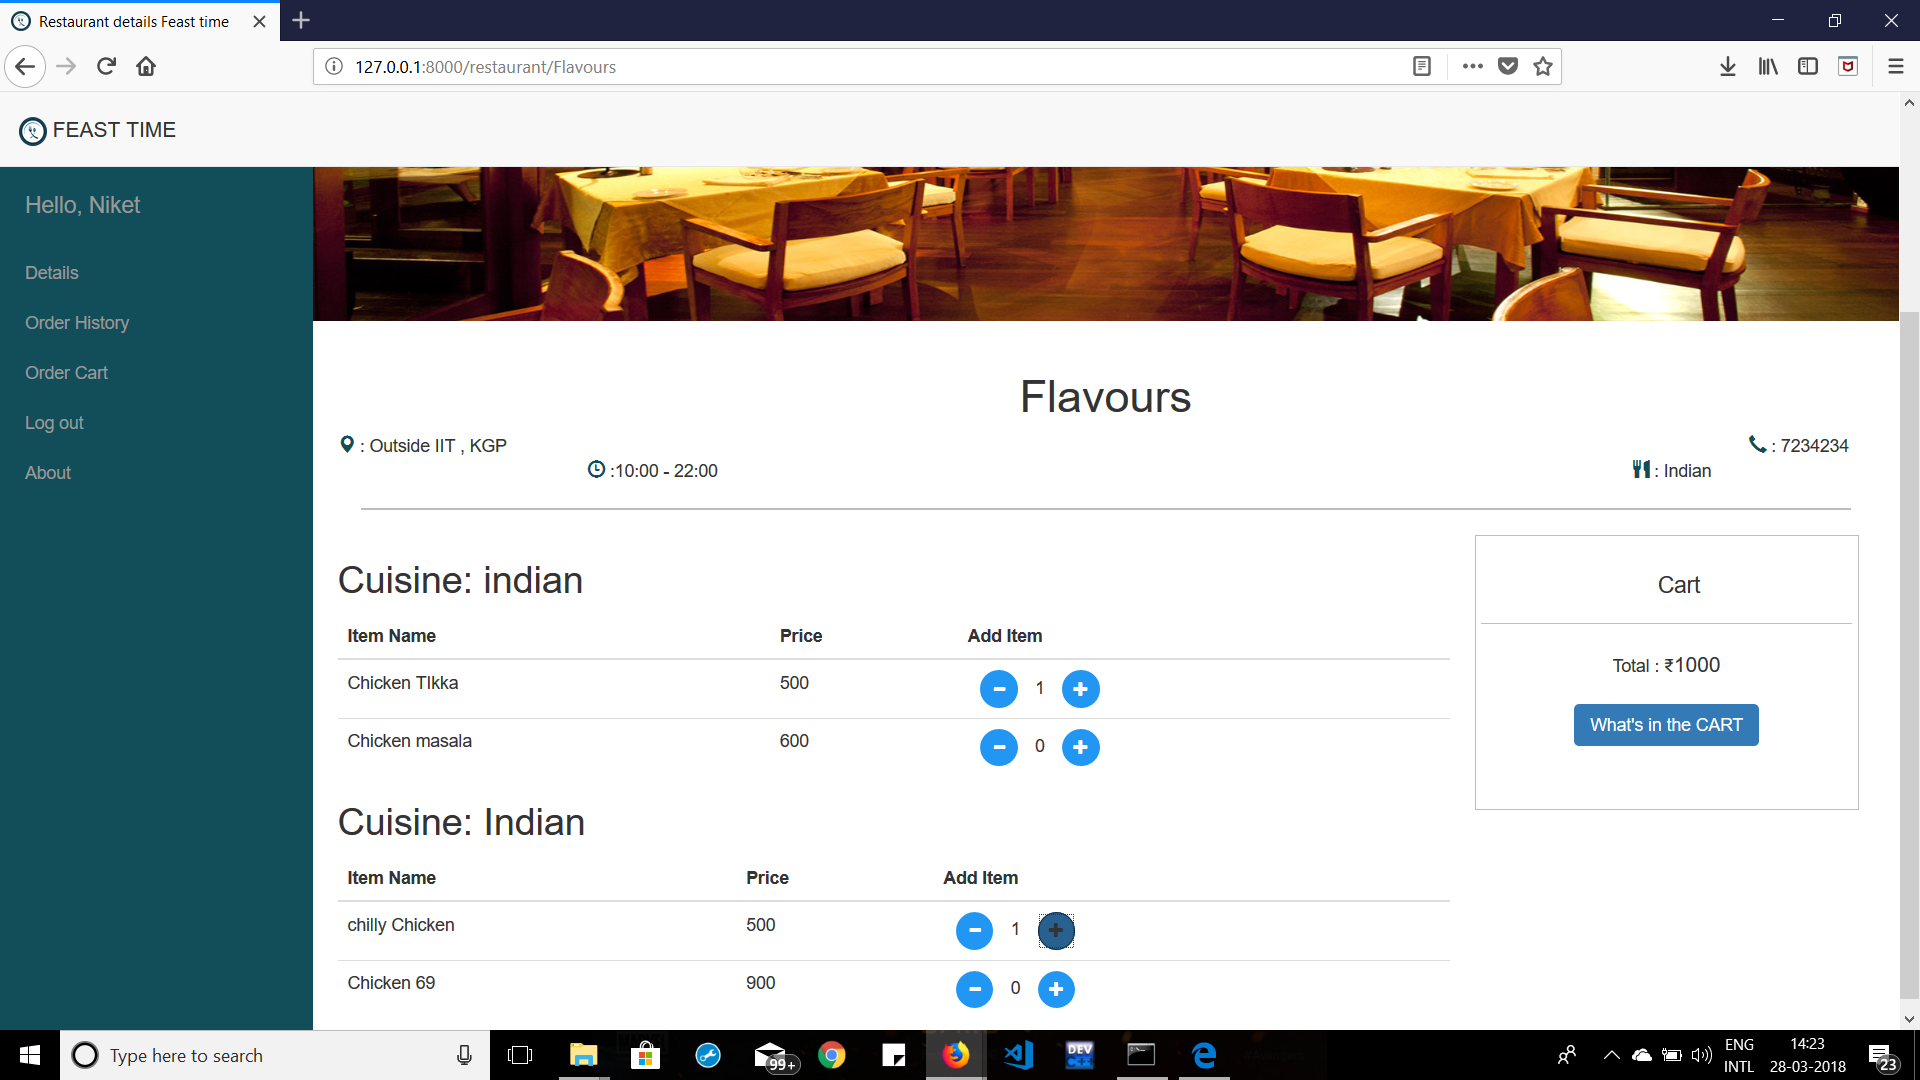 Restaurant details Feast time
127.0.0.1:8000/restaurant/Flavours
FEAST TIME
Hello, Niket
Details
Order History
Order Cart
Log out
About
Flavours
: Outside IIT , KGP
: 7234234
:10:00 - 22:00
: Indian
Cuisine: indian
Item Name Price Add Item
Chicken TIkka 500 1
Chicken masala 600 0
Cuisine: Indian
Item Name Price Add Item
chilly Chicken 500 1
Chicken 69 900 0
Cart
Total : ₹1000
What's in the CART
Type here to search
99+
DEV
C++
ENG
INTL
14:23
28-03-2018
23